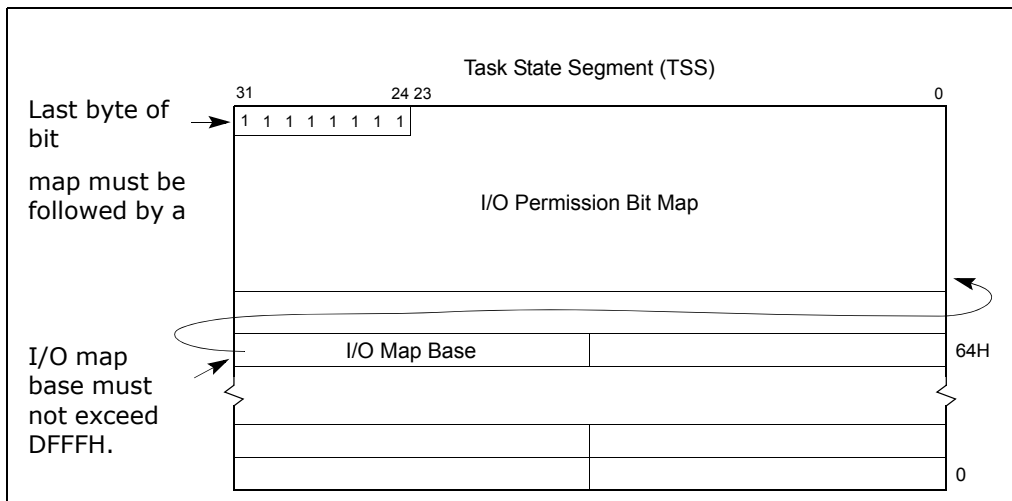 Task State Segment (TSS)
31 24 23 0
Last byte of
bit
map must be
followed by a
1 1 1 1 1 1 1 1
I/O Permission Bit Map
I/O map
base must
not exceed
DFFFH.
I/O Map Base
64H
0